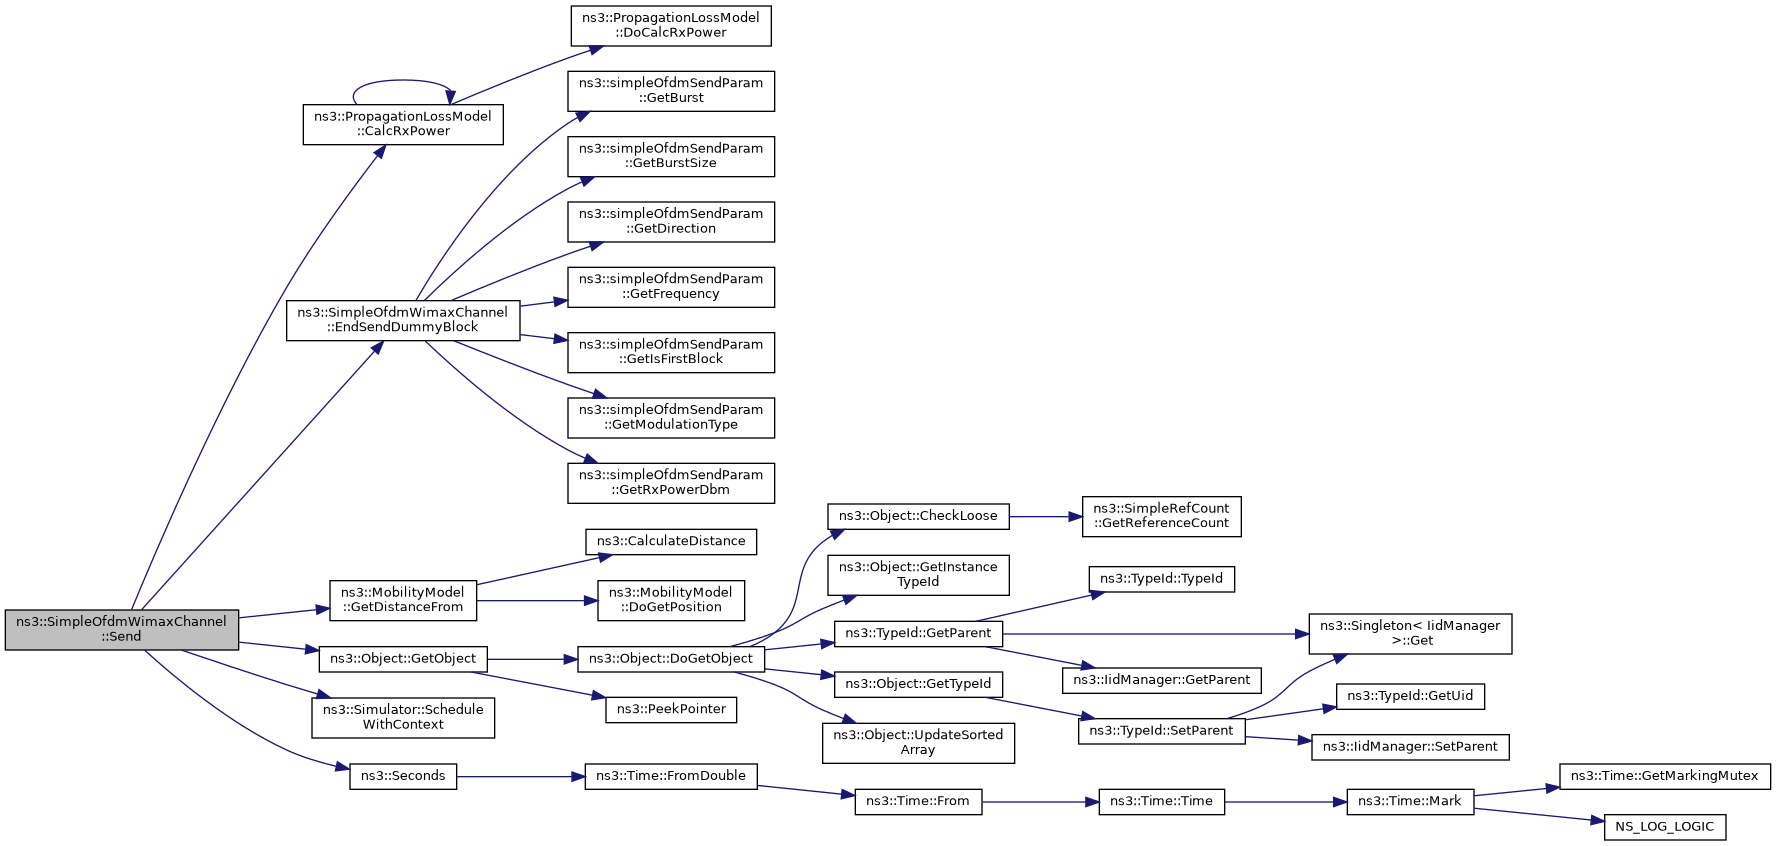 ns3::PropagationLossModel
::DoCalcRxPower
ns3::simpleOfdmSendParam
::GetBurst
ns3::PropagationLossModel
::CalcRxPower
ns3::simpleOfdmSendParam
::GetBurstSize
ns3::simpleOfdmSendParam
::GetDirection
ns3::simpleOfdmSendParam
::GetFrequency
ns3::SimpleOfdmWimaxChannel
::EndSendDummyBlock
ns3::simpleOfdmSendParam
::GetIsFirstBlock
ns3::simpleOfdmSendParam
::GetModulationType
ns3::simpleOfdmSendParam
::GetRxPowerDbm
ns3::Object::CheckLoose
ns3::SimpleRefCount
::GetReferenceCount
ns3::CalculateDistance
ns3::Object::GetInstance
TypeId
ns3::TypeId::TypeId
ns3::MobilityModel
::GetDistanceFrom
ns3::MobilityModel
::DoGetPosition
ns3::SimpleOfdmWimaxChannel
::Send
ns3::TypeId::GetParent
ns3::Singleton< IidManager
>::Get
ns3::Object::GetObject
ns3::Object::DoGetObject
ns3::Object::GetTypeId
ns3::IidManager::GetParent
ns3::TypeId::GetUid
ns3::Simulator::Schedule
WithContext
ns3::PeekPointer
ns3::Object::UpdateSorted
Array
ns3::TypeId::SetParent
ns3::IidManager::SetParent
ns3::Seconds
ns3::Time::FromDouble
ns3::Time::From
ns3::Time::Time
ns3::Time::Mark
ns3::Time::GetMarkingMutex
NS_LOG_LOGIC